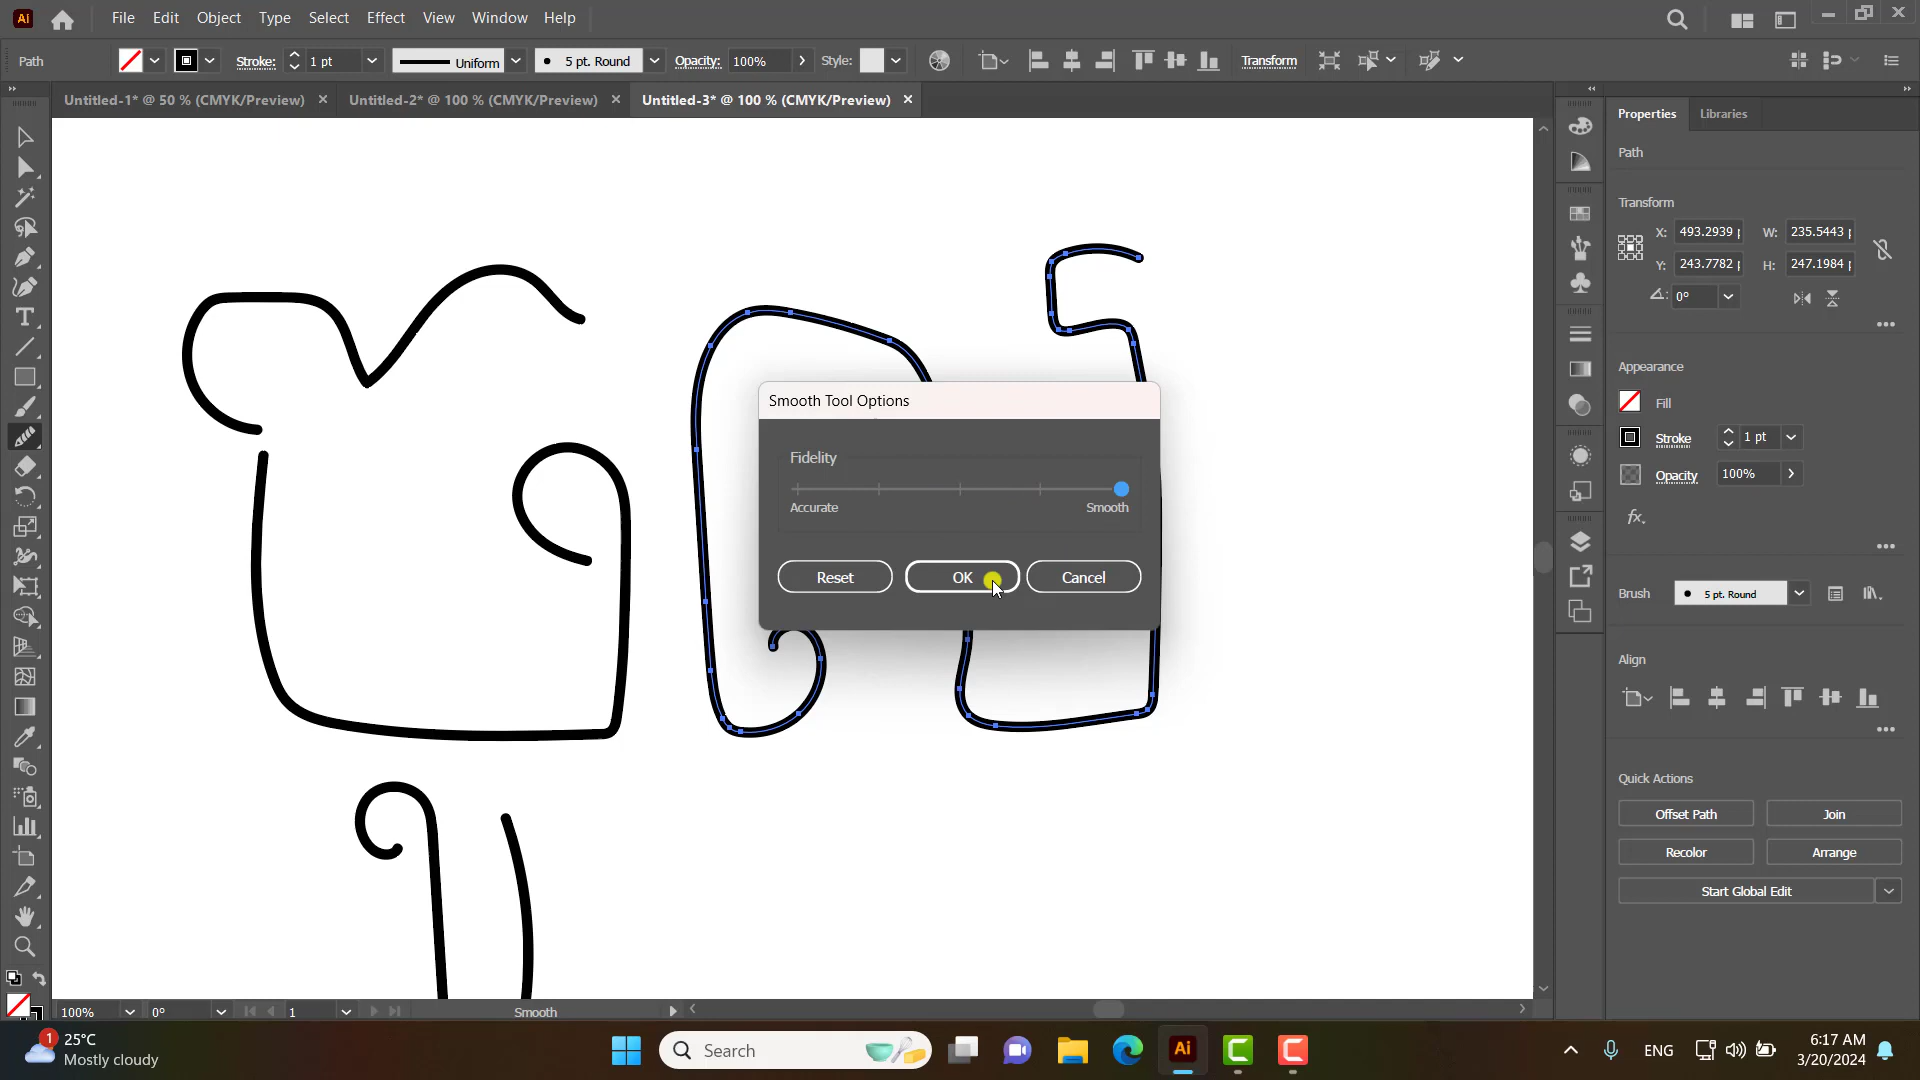 Ai File Edit Object Type Select Effect View Window Help
Path Stroke: 1 pt Uniform 5 pt. Round Opacity: 100% Style: Transform
Untitled-1* @ 50 % (CMYK/Preview) Untitled-2* @ 100 % (CMYK/Preview) Untitled-3* @ 100 % (CMYK/Preview)
Properties Libraries
Path
Transform
X: 493.2939 p W: 235.5443 p
Y: 243.7782 p H: 247.1984 p
0°
Appearance
Fill
Stroke 1 pt
Opacity 100%
fx.
Brush 5 pt. Round
Align
Quick Actions
Offset Path Join
Recolor Arrange
Start Global Edit
Smooth Tool Options
Fidelity
Accurate Smooth
Reset OK Cancel
100% 0° 1 Smooth
1 25°C
Mostly cloudy
Search
Ai
ENG
6:17 AM
3/20/2024